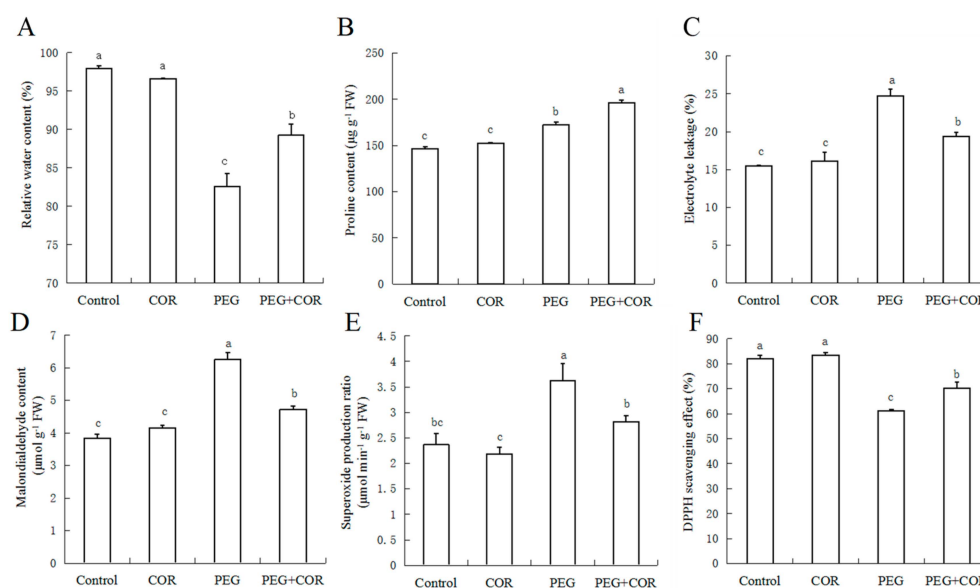 A
Relative water content (%)
100
95
90
85
80
75
70
a
a
c
b
Control COR PEG PEG+COR
B
Proline content (μg g⁻¹ FW)
250
200
150
100
50
0
c
c
b
a
Control COR PEG PEG+COR
C
Electrolyte leakage (%)
30
25
20
15
10
5
0
c
c
a
b
Control COR PEG PEG+COR
D
Malondialdehyde content
(μmol g⁻¹ FW)
7
6
5
4
3
2
1
0
c
c
a
b
Control COR PEG PEG+COR
E
Superoxide production ratio
(μmol min⁻¹ g⁻¹ FW)
4.5
4
3.5
3
2.5
2
1.5
1
0.5
0
bc
c
a
b
Control COR PEG PEG+COR
F
DPPH scavenging effect (%)
90
80
70
60
50
40
30
20
10
0
a
a
c
b
Control COR PEG PEG+COR